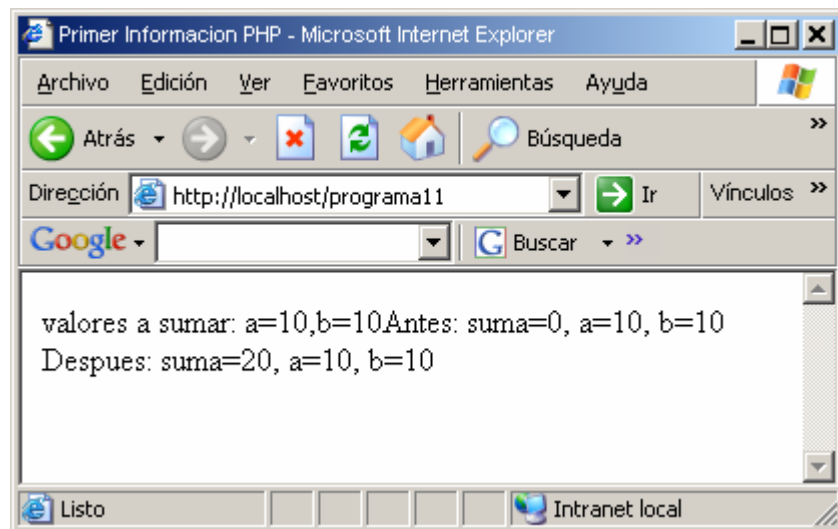 Primer Informacion PHP - Microsoft Internet Explorer
Archivo Edición Ver Favoritos Herramientas Ayuda
Atrás Búsqueda »
Dirección http://localhost/programa11 Ir Vínculos »
Google G Buscar »
valores a sumar: a=10,b=10Antes: suma=0, a=10, b=10
Despues: suma=20, a=10, b=10
Listo Intranet local